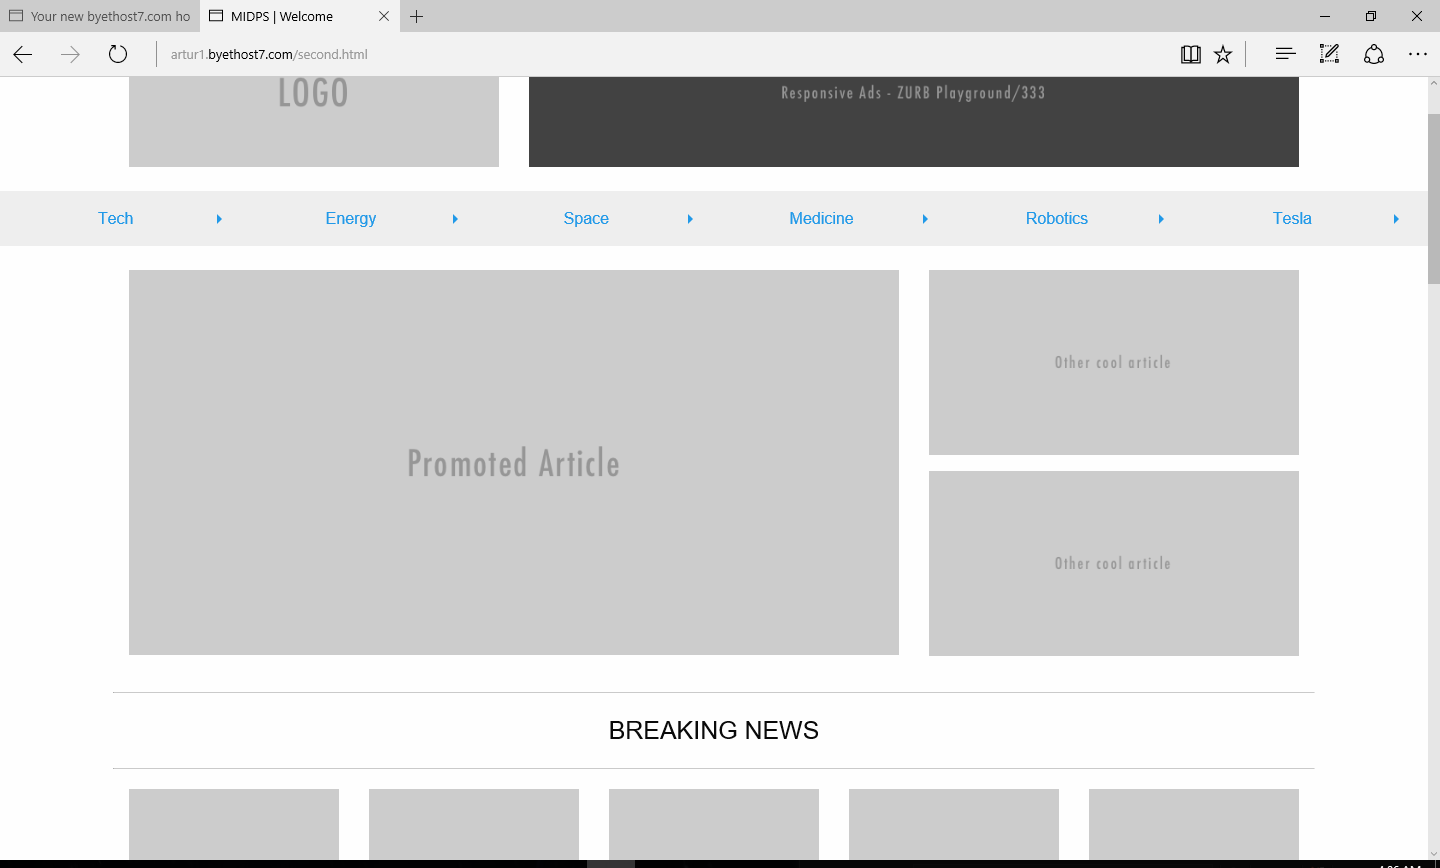 Your new byethost7.com ho
MIDPS | Welcome
artur1.byethost7.com/second.html
LOGO
Responsive Ads - ZURB Playground/333
Tech Energy Space Medicine Robotics Tesla
Promoted Article
Other cool article
Other cool article
BREAKING NEWS